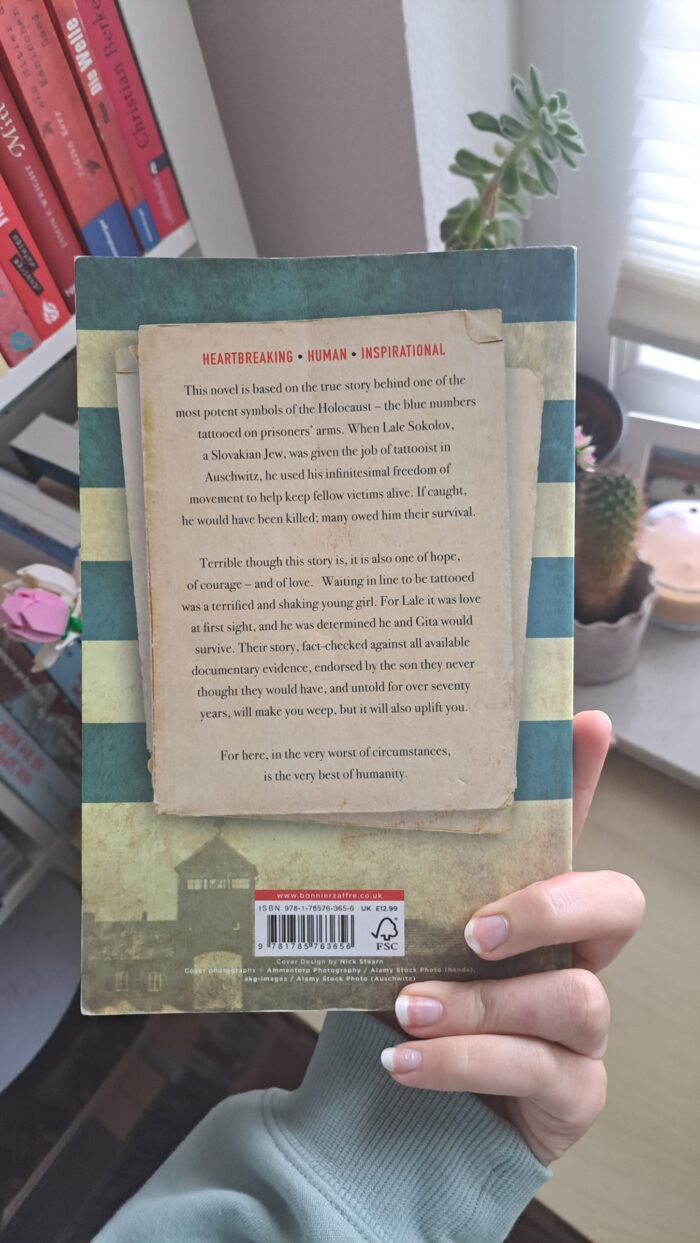 Die Welle
Christian Berke
Susan Kerr
HEARTBREAKING • HUMAN • INSPIRATIONAL
This novel is based on the true story behind one of the
most potent symbols of the Holocaust – the blue numbers
tattooed on prisoners’ arms. When Lale Sokolov,
a Slovakian Jew, was given the job of tattooist in
Auschwitz, he used his infinitesimal freedom of
movement to help keep fellow victims alive. If caught,
he would have been killed; many owed him their survival.
Terrible though this story is, it is also one of hope,
of courage – and of love. Waiting in line to be tattooed
was a terrified and shaking young girl. For Lale it was love
at first sight, and he was determined he and Gita would
survive. Their story, fact-checked against all available
documentary evidence, endorsed by the son they never
thought they would have, and untold for over seventy
years, will make you weep, but it will also uplift you.
For here, in the very worst of circumstances,
is the very best of humanity.
www.bonnierzaffre.co.uk
ISBN 978-1-78576-365-6 UK £12.99
9 781785 763656
FSC
Cover Design by Nick Stearn
Cover photographs © Ammentorp Photography / Alamy Stock Photo (hands),
akg-images / Alamy Stock Photo (Auschwitz)